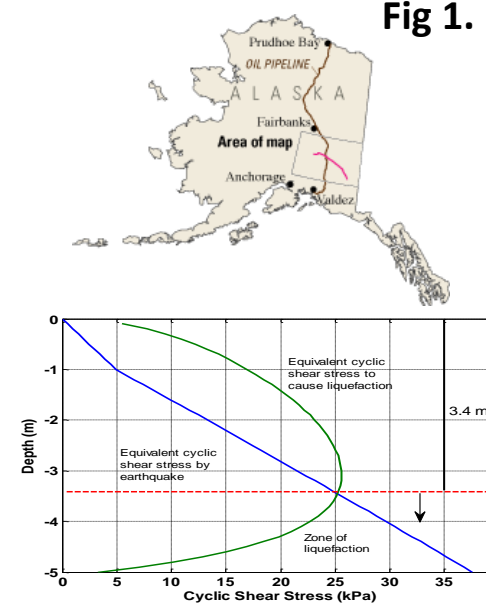 Fig 1.
Prudhoe Bay
OIL PIPELINE
ALASKA
Fairbanks
Area of map
Anchorage
Valdez
0
-1
-2
-3
-4
-5
Depth (m)
Equivalent cyclic
shear stress to
cause liquefaction
3.4 m
Equivalent cyclic
shear stress by
earthquake
Zone of
liquefaction
0 5 10 15 20 25 30 35
Cyclic Shear Stress (kPa)